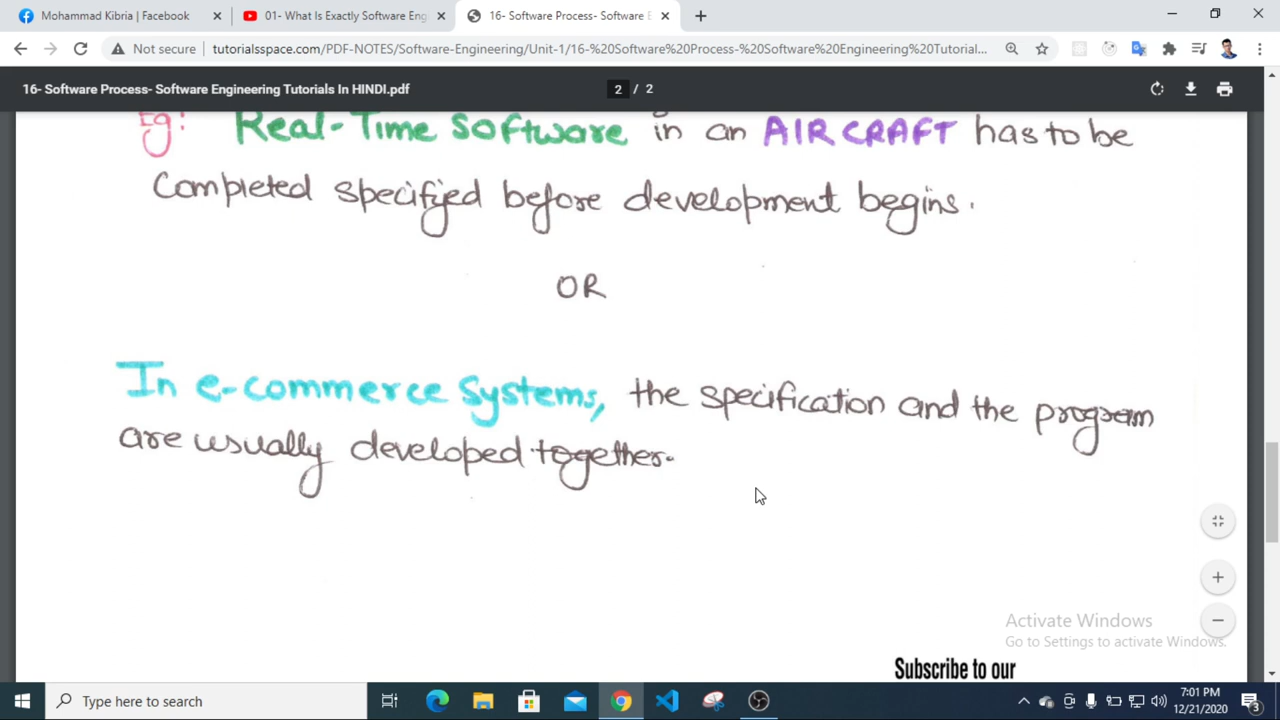 Mohammad Kibria | Facebook
01- What Is Exactly Software Eng
16- Software Process- Software E
Not secure
tutorialsspace.com/PDF-NOTES/Software-Engineering/Unit-1/16-%20Software%20Process-%20Software%20Engineering%20Tutorial...
16- Software Process- Software Engineering Tutorials In HINDI.pdf
2 / 2
Eg: Real-Time Software in an AIRCRAFT has to be
Completed specified before development begins.
OR
In e-commerce Systems, the specification and the program
are usually developed together.
Activate Windows
Go to Settings to activate Windows.
Subscribe to our
Type here to search
7:01 PM
12/21/2020
3